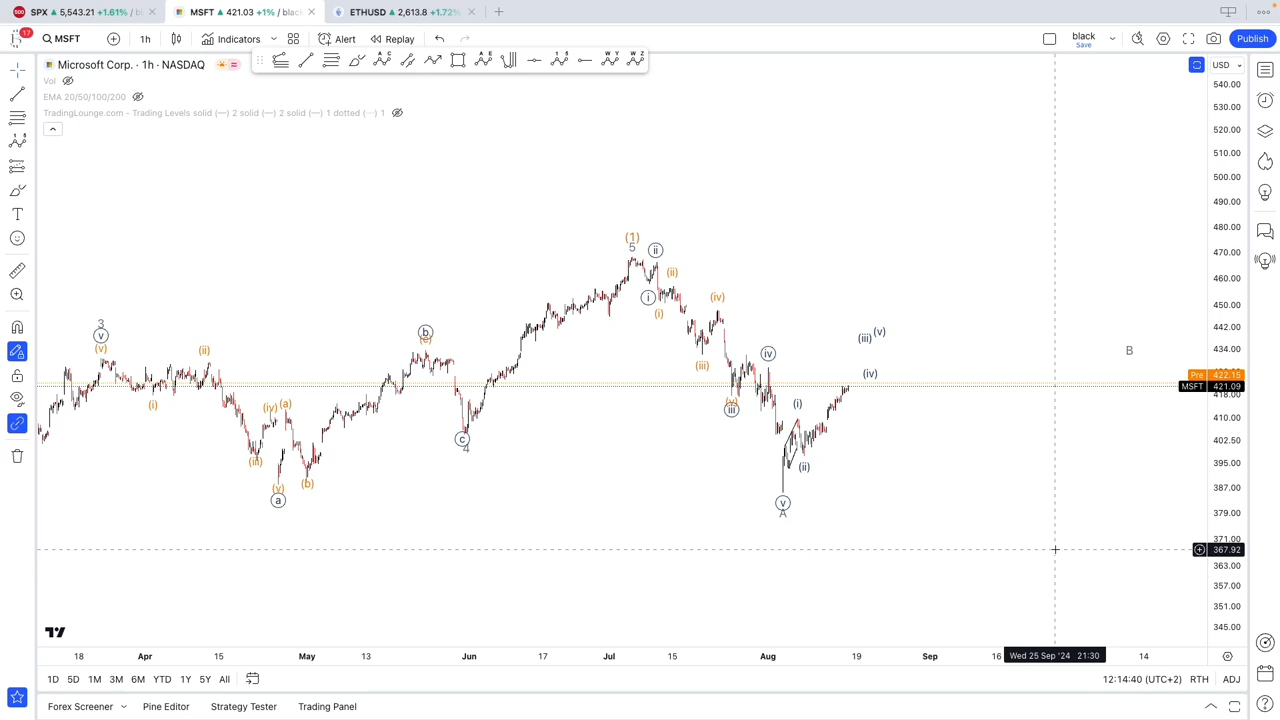 SPX ▲ 5,543.21 +1.61% / bl
MSFT ▲ 421.03 +1% / black
ETHUSD ▲ 2,613.8 +1.72%
17
MSFT
1h
Indicators
Alert
Replay
black
Save
Publish
Microsoft Corp. · 1h · NASDAQ
USD
Vol
EMA 20/50/100/200
TradingLounge.com - Trading Levels solid (—) 2 solid (—) 2 solid (—) 1 dotted (···) 1
540.00
530.00
520.00
510.00
500.00
490.00
480.00
470.00
460.00
450.00
442.00
434.00
Pre 422.15
MSFT 421.09
418.00
410.00
402.50
395.00
387.00
379.00
371.00
367.92
363.00
357.00
351.00
345.00
(1)
5
ii
(ii)
i
(i)
(iv)
(iii)
(v)
iii
iv
(i)
(ii)
v
A
(iii)
(v)
(iv)
B
3
v
(v)
(i)
(ii)
(iii)
(iv)
(a)
(v)
a
(b)
b
(c)
c
4
18
Apr
15
May
13
Jun
17
Jul
15
Aug
19
Sep
16
Wed 25 Sep '24 21:30
14
1D
5D
1M
3M
6M
YTD
1Y
5Y
All
12:14:40 (UTC+2)
RTH
ADJ
Forex Screener
Pine Editor
Strategy Tester
Trading Panel